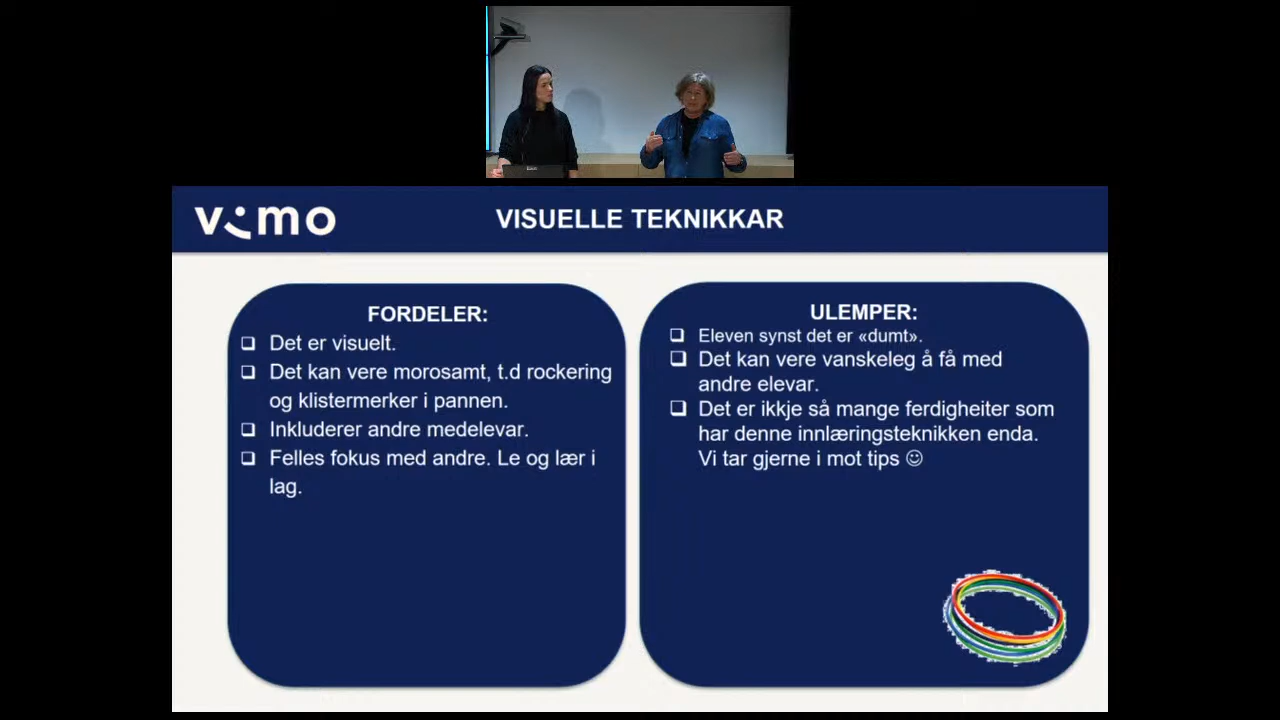 vimo
VISUELLE TEKNIKKAR
FORDELER:
❑ Det er visuelt.
❑ Det kan vere morosamt, t.d rockering
og klistermerker i pannen.
❑ Inkluderer andre medelevar.
❑ Felles fokus med andre. Le og lær i
lag.
ULEMPER:
❑ Eleven synst det er «dumt».
❑ Det kan vere vanskeleg å få med
andre elevar.
❑ Det er ikkje så mange ferdigheiter som
har denne innlæringsteknikken enda.
Vi tar gjerne i mot tips ☺